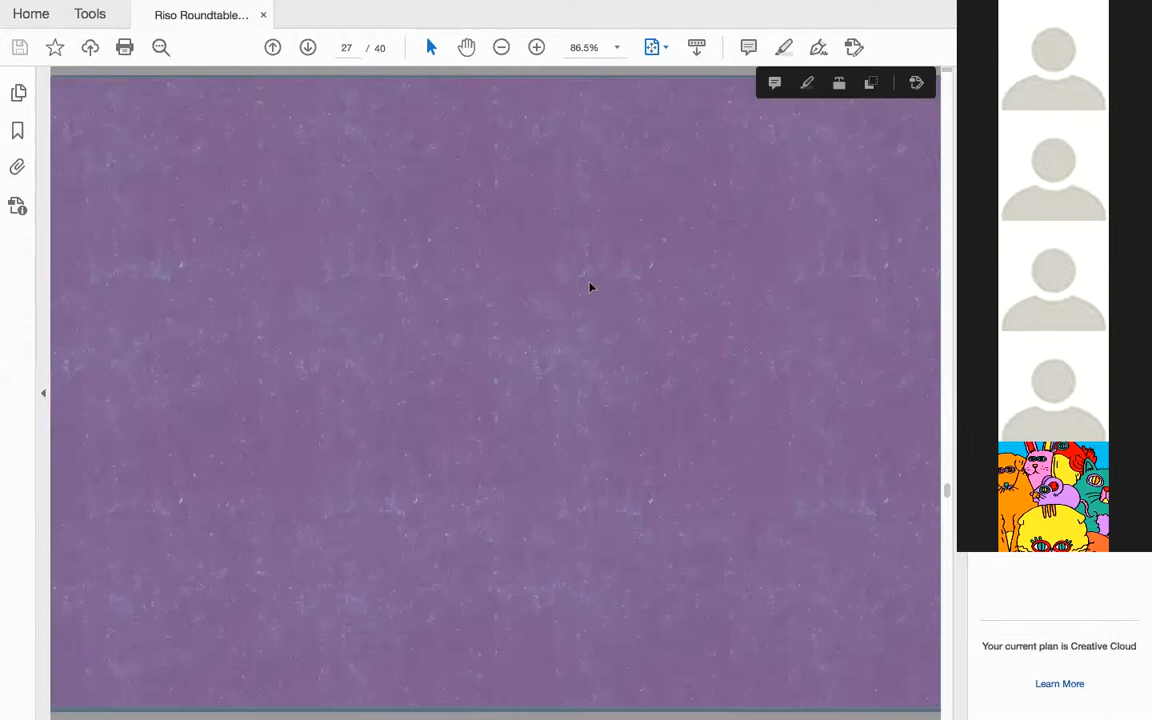 Home Tools Riso Roundtable... ×
27 / 40 86.5%
Your current plan is Creative Cloud
Learn More